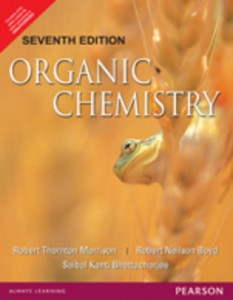 SEVENTH EDITION
ORGANIC
CHEMISTRY
Robert Thornton Morrison | Robert Neilson Boyd
Saibal Kanti Bhattacharjee
ALWAYS LEARNING
PEARSON